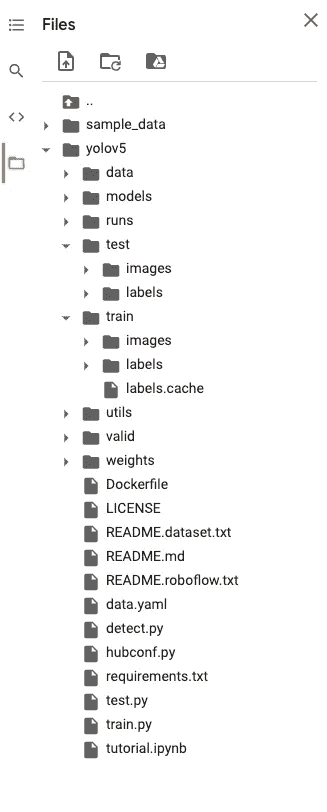 Files
..
sample_data
yolov5
data
models
runs
test
images
labels
train
images
labels
labels.cache
utils
valid
weights
Dockerfile
LICENSE
README.dataset.txt
README.md
README.roboflow.txt
data.yaml
detect.py
hubconf.py
requirements.txt
test.py
train.py
tutorial.ipynb